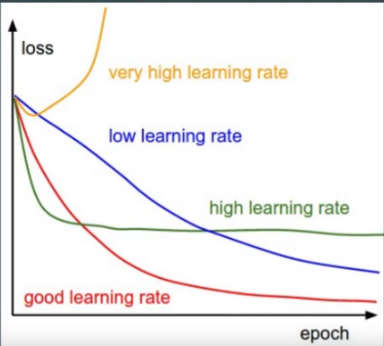 loss
very high learning rate
low learning rate
high learning rate
good learning rate
epoch